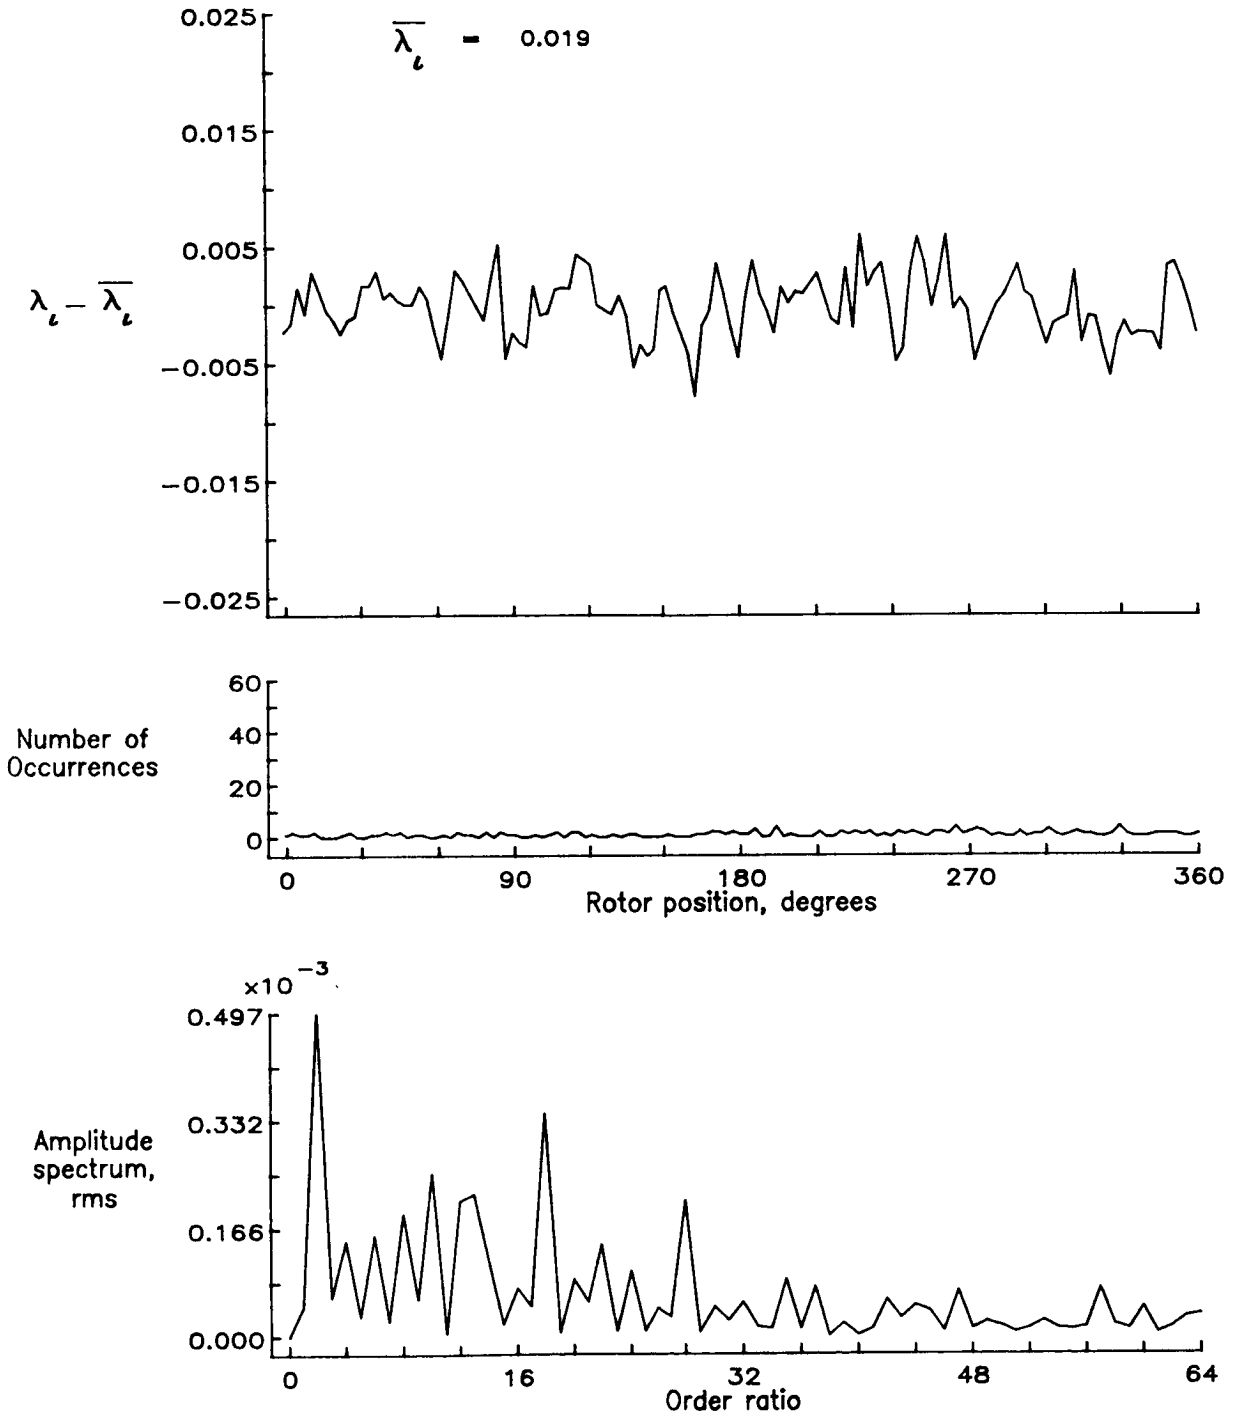 0.025
λ̅ι = 0.019
0.015
0.005
λι – λ̅ι
−0.005
−0.015
−0.025
60
Number of
Occurrences
40
20
0
0 90 180 270 360
Rotor position, degrees
×10 −3
0.497
0.332
Amplitude
spectrum,
rms
0.166
0.000
0 16 32 48 64
Order ratio